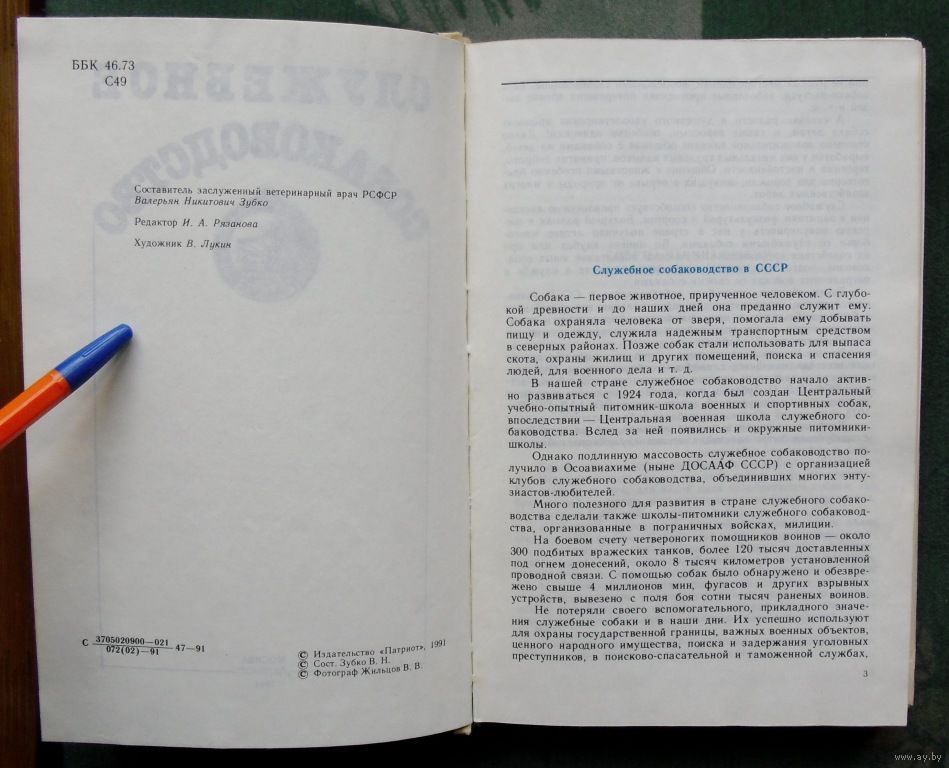 ББК 46.73
С49
Составитель заслуженный ветеринарный врач РСФСР
Валерьян Никитович Зубко
Редактор И. А. Рязанова
Художник В. Лукин
С 3705020900—021
072(02)—91
47—91
© Издательство «Патриот», 1991
© Сост. Зубко В. Н.
© Фотограф Жильцов В. В.
Служебное собаководство в СССР
Собака — первое животное, прирученное человеком. С глубо-
кой древности и до наших дней она преданно служит ему.
Собака охраняла человека от зверя, помогала ему добывать
пищу и одежду, служила надежным транспортным средством
в северных районах. Позже собак стали использовать для выпаса
скота, охраны жилищ и других помещений, поиска и спасения
людей, для военного дела и т. д.
В нашей стране служебное собаководство начало актив-
но развиваться с 1924 года, когда был создан Центральный
учебно-опытный питомник-школа военных и спортивных собак,
впоследствии — Центральная военная школа служебного со-
баководства. Вслед за ней появились и окружные питомники-
школы.
Однако подлинную массовость служебное собаководство по-
лучило в Осоавиахиме (ныне ДОСААФ СССР) с организацией
клубов служебного собаководства, объединивших многих энту-
зиастов-любителей.
Много полезного для развития в стране служебного собако-
водства сделали также школы-питомники служебного собаковод-
ства, организованные в пограничных войсках, милиции.
На боевом счету четвероногих помощников воинов — около
300 подбитых вражеских танков, более 120 тысяч доставленных
под огнем донесений, около 8 тысяч километров установленной
проводной связи. С помощью собак было обнаружено и обезвре-
жено свыше 4 миллионов мин, фугасов и других взрывных
устройств, вывезено с поля боя сотни тысяч раненых воинов.
Не потеряли своего вспомогательного, прикладного значе-
ния служебные собаки и в наши дни. Их успешно используют
для охраны государственной границы, важных военных объектов,
ценного народного имущества, поиска и задержания уголовных
преступников, в поисково-спасательной и таможенной службах,
3
www.ay.by